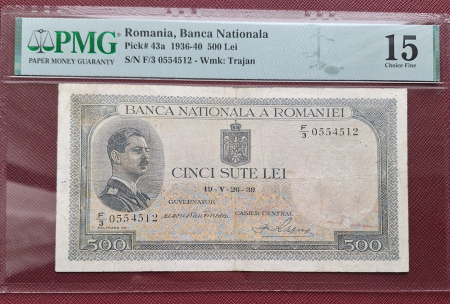 PMG
PAPER MONEY GUARANTY
Romania, Banca Nationala
Pick# 43a 1936-40 500 Lei
S/N F/3 0554512 - Wmk: Trajan
15
Choice Fine
BANCA NATIONALA A ROMANIEI
F/3 0554512
CINCI SUTE LEI
19-V-26-39
GUVERNATOR
CASIER CENTRAL
F/3 0554512
500
500